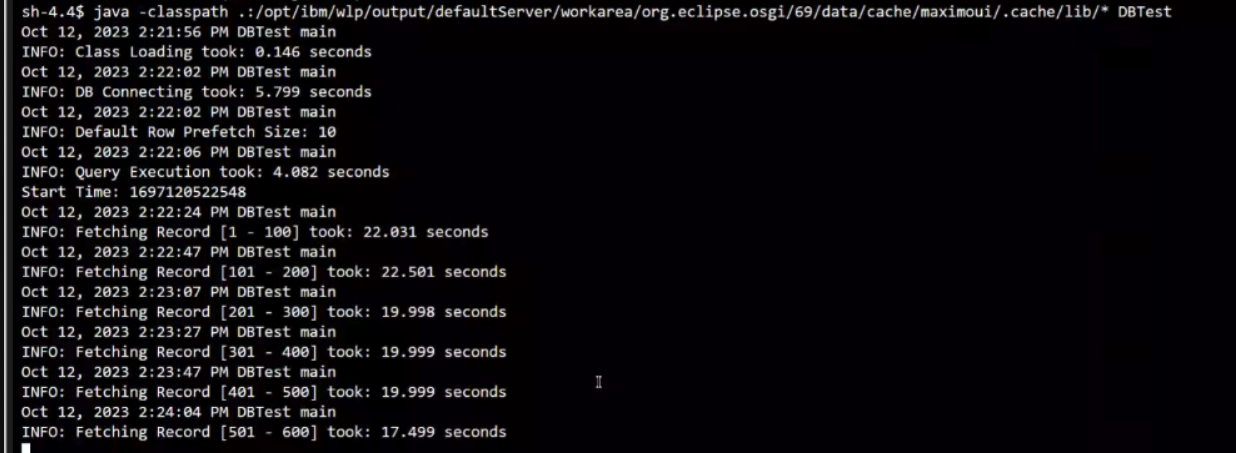 sh-4.4$ java -classpath .:/opt/ibm/wlp/output/defaultServer/workarea/org.eclipse.osgi/69/data/cache/maximoui/.cache/lib/* DBTest
Oct 12, 2023 2:21:56 PM DBTest main
INFO: Class Loading took: 0.146 seconds
Oct 12, 2023 2:22:02 PM DBTest main
INFO: DB Connecting took: 5.799 seconds
Oct 12, 2023 2:22:02 PM DBTest main
INFO: Default Row Prefetch Size: 10
Oct 12, 2023 2:22:06 PM DBTest main
INFO: Query Execution took: 4.082 seconds
Start Time: 1697120522548
Oct 12, 2023 2:22:24 PM DBTest main
INFO: Fetching Record [1 - 100] took: 22.031 seconds
Oct 12, 2023 2:22:47 PM DBTest main
INFO: Fetching Record [101 - 200] took: 22.501 seconds
Oct 12, 2023 2:23:07 PM DBTest main
INFO: Fetching Record [201 - 300] took: 19.998 seconds
Oct 12, 2023 2:23:27 PM DBTest main
INFO: Fetching Record [301 - 400] took: 19.999 seconds
Oct 12, 2023 2:23:47 PM DBTest main
INFO: Fetching Record [401 - 500] took: 19.999 seconds
Oct 12, 2023 2:24:04 PM DBTest main
INFO: Fetching Record [501 - 600] took: 17.499 seconds